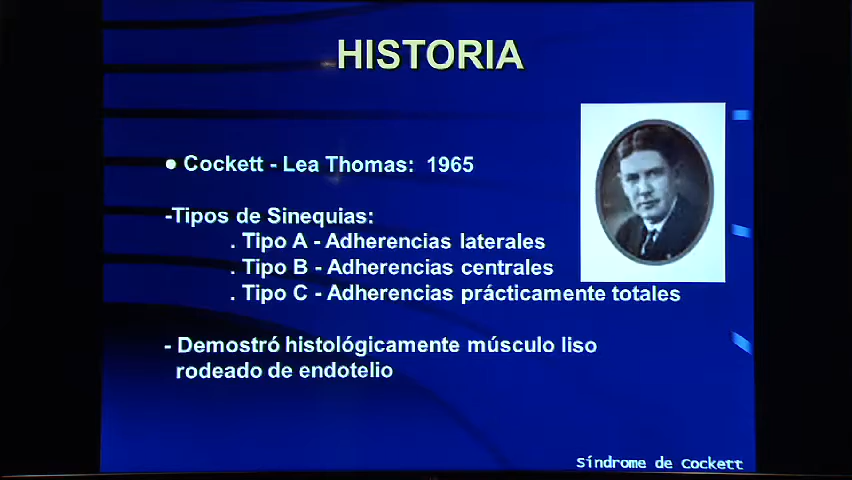 HISTORIA
● Cockett - Lea Thomas: 1965
-Tipos de Sinequias:
. Tipo A - Adherencias laterales
. Tipo B - Adherencias centrales
. Tipo C - Adherencias prácticamente totales
- Demostró histológicamente músculo liso
rodeado de endotelio
Síndrome de Cockett